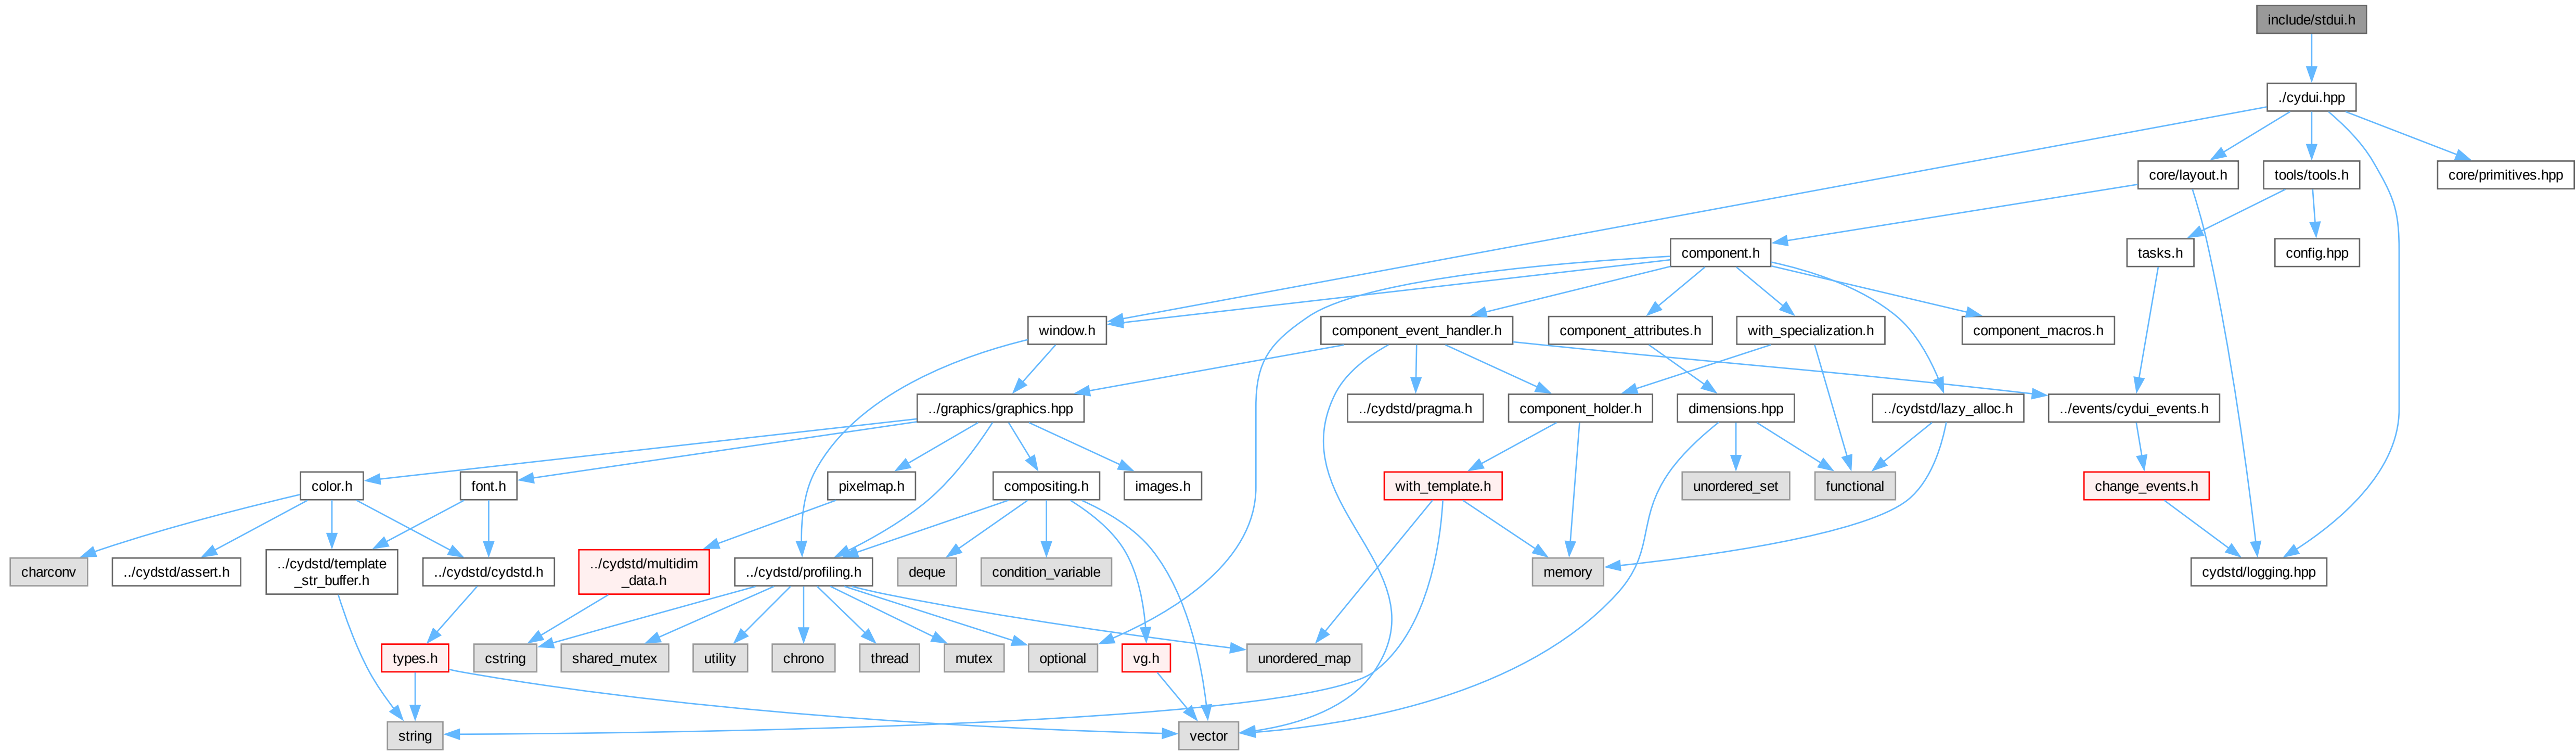 include/stdui.h
./cydui.hpp
core/layout.h
tools/tools.h
core/primitives.hpp
component.h
tasks.h
config.hpp
window.h
component_event_handler.h
component_attributes.h
with_specialization.h
component_macros.h
../graphics/graphics.hpp
../cydstd/pragma.h
component_holder.h
dimensions.hpp
../cydstd/lazy_alloc.h
../events/cydui_events.h
color.h
font.h
pixelmap.h
compositing.h
images.h
with_template.h
unordered_set
functional
change_events.h
charconv
../cydstd/assert.h
../cydstd/template
_str_buffer.h
../cydstd/cydstd.h
../cydstd/multidim
_data.h
../cydstd/profiling.h
deque
condition_variable
memory
cydstd/logging.hpp
types.h
cstring
shared_mutex
utility
chrono
thread
mutex
optional
vg.h
unordered_map
string
vector